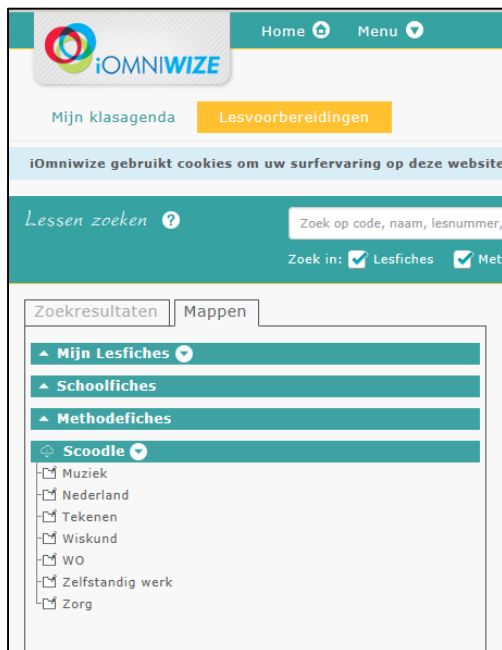 Home Menu
iOMNIWIZE
Mijn klasagenda Lesvoorbereidingen
iOmniwize gebruikt cookies om uw surfervaring op deze website
Lessen zoeken ?
Zoek op code, naam, lesnummer,
Zoek in: Lesfiches Met
Zoekresultaten Mappen
Mijn Lesfiches
Schoolfiches
Methodefiches
Scoodle
Muziek
Nederland
Tekenen
Wiskund
WO
Zelfstandig werk
Zorg